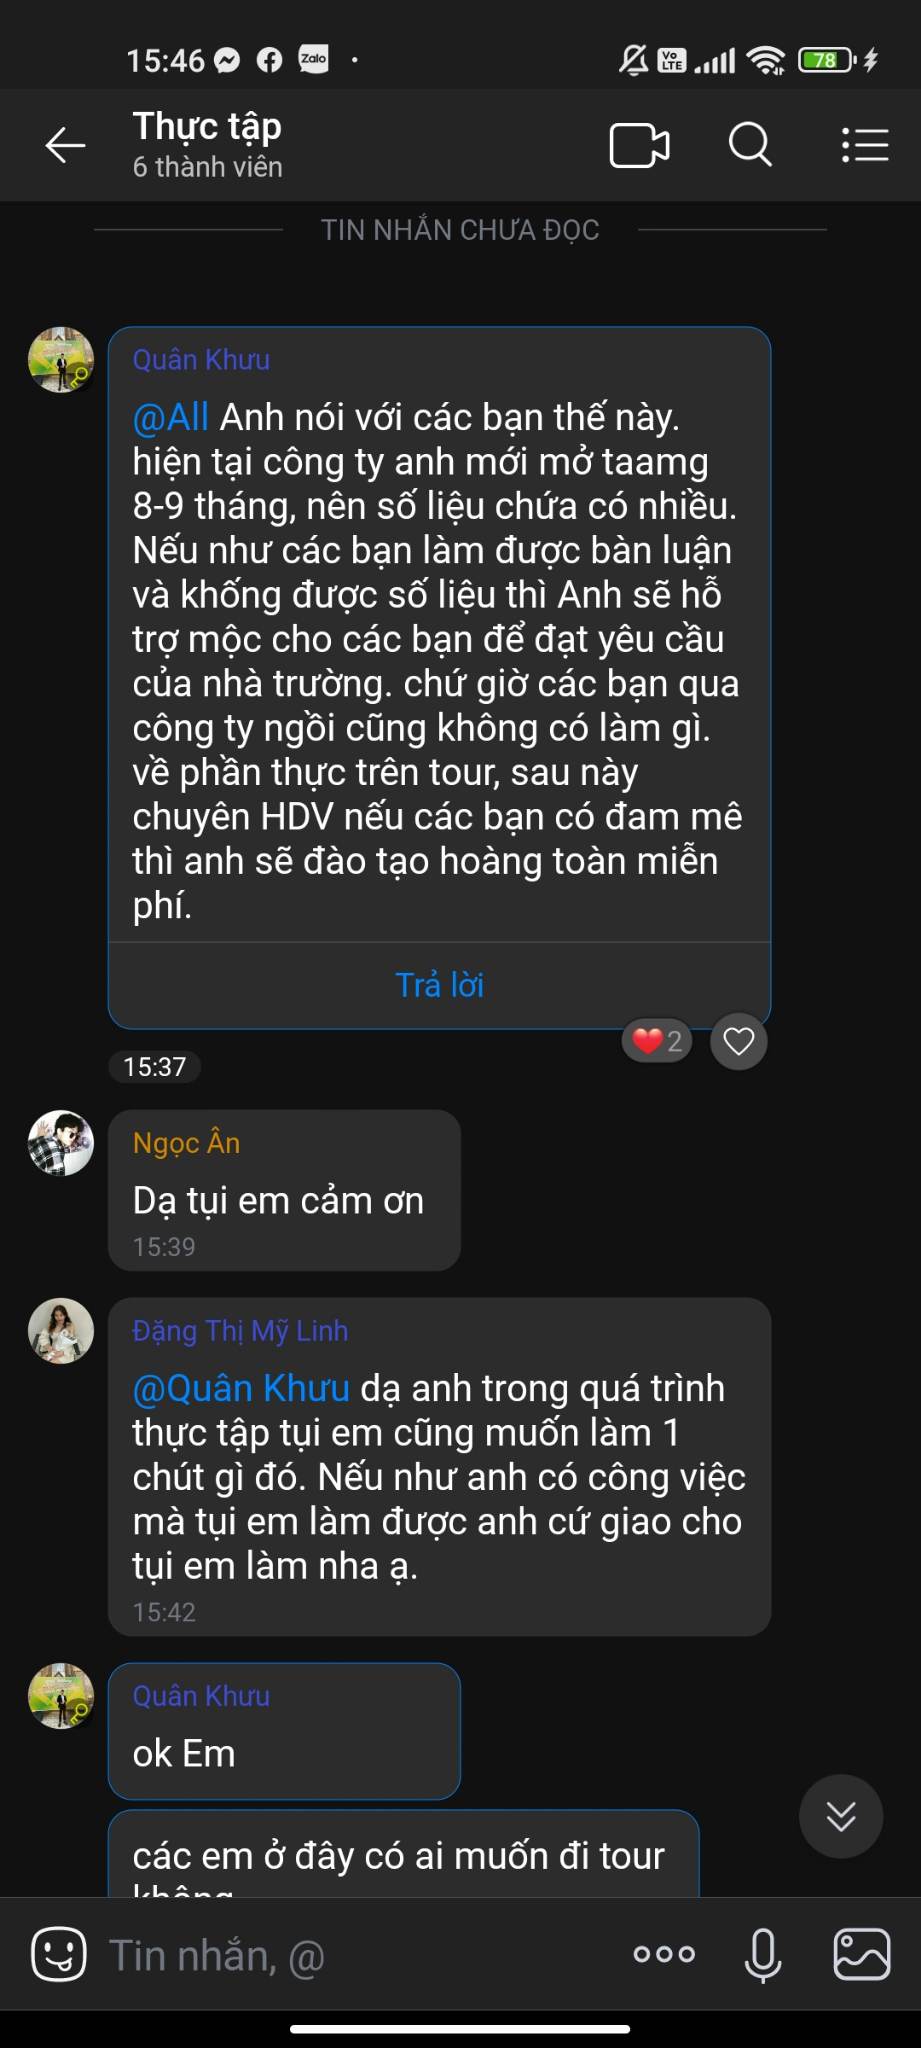 15:46
Zalo
Vo LTE
78
Thực tập
6 thành viên
TIN NHẮN CHƯA ĐỌC
Quân Khưu
@All Anh nói với các bạn thế này.
hiện tại công ty anh mới mở taamg
8-9 tháng, nên số liệu chứa có nhiều.
Nếu như các bạn làm được bàn luận
và khống được số liệu thì Anh sẽ hỗ
trợ mộc cho các bạn để đạt yêu cầu
của nhà trường. chứ giờ các bạn qua
công ty ngồi cũng không có làm gì.
về phần thực trên tour, sau này
chuyên HDV nếu các bạn có đam mê
thì anh sẽ đào tạo hoàng toàn miễn
phí.
Trả lời
2
15:37
Ngọc Ân
Dạ tụi em cảm ơn
15:39
Đặng Thị Mỹ Linh
@Quân Khưu dạ anh trong quá trình
thực tập tụi em cũng muốn làm 1
chút gì đó. Nếu như anh có công việc
mà tụi em làm được anh cứ giao cho
tụi em làm nha ạ.
15:42
Quân Khưu
ok Em
các em ở đây có ai muốn đi tour
không
Tin nhắn, @